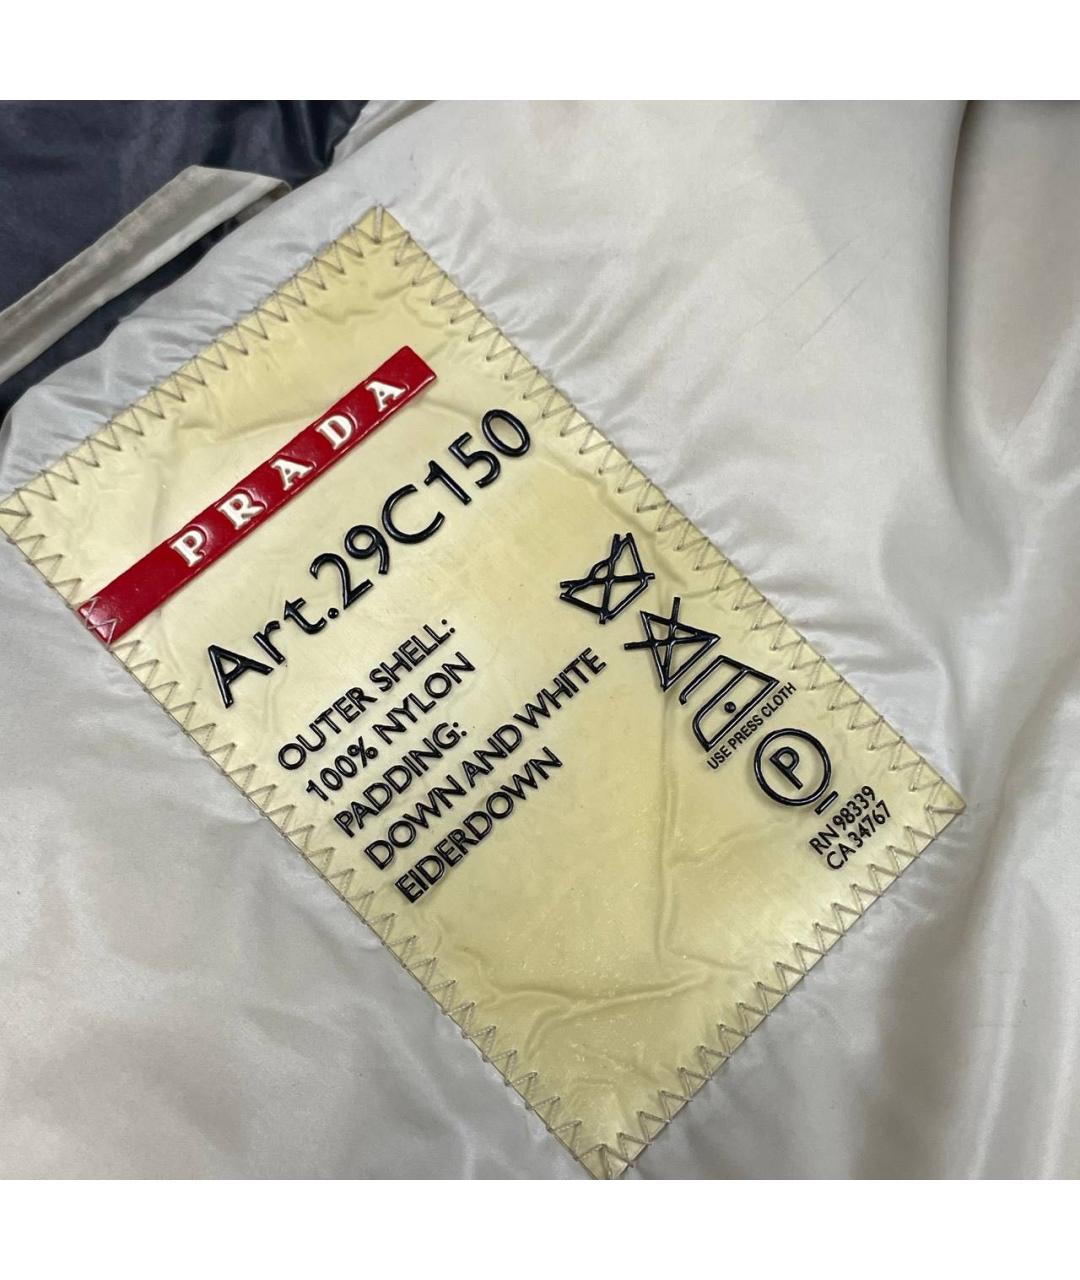 PRADA
Art.29C150
OUTER SHELL:
100% NYLON
PADDING:
DOWN AND WHITE
EIDERDOWN
USE PRESS CLOTH
P
RN 98339
CA 34767